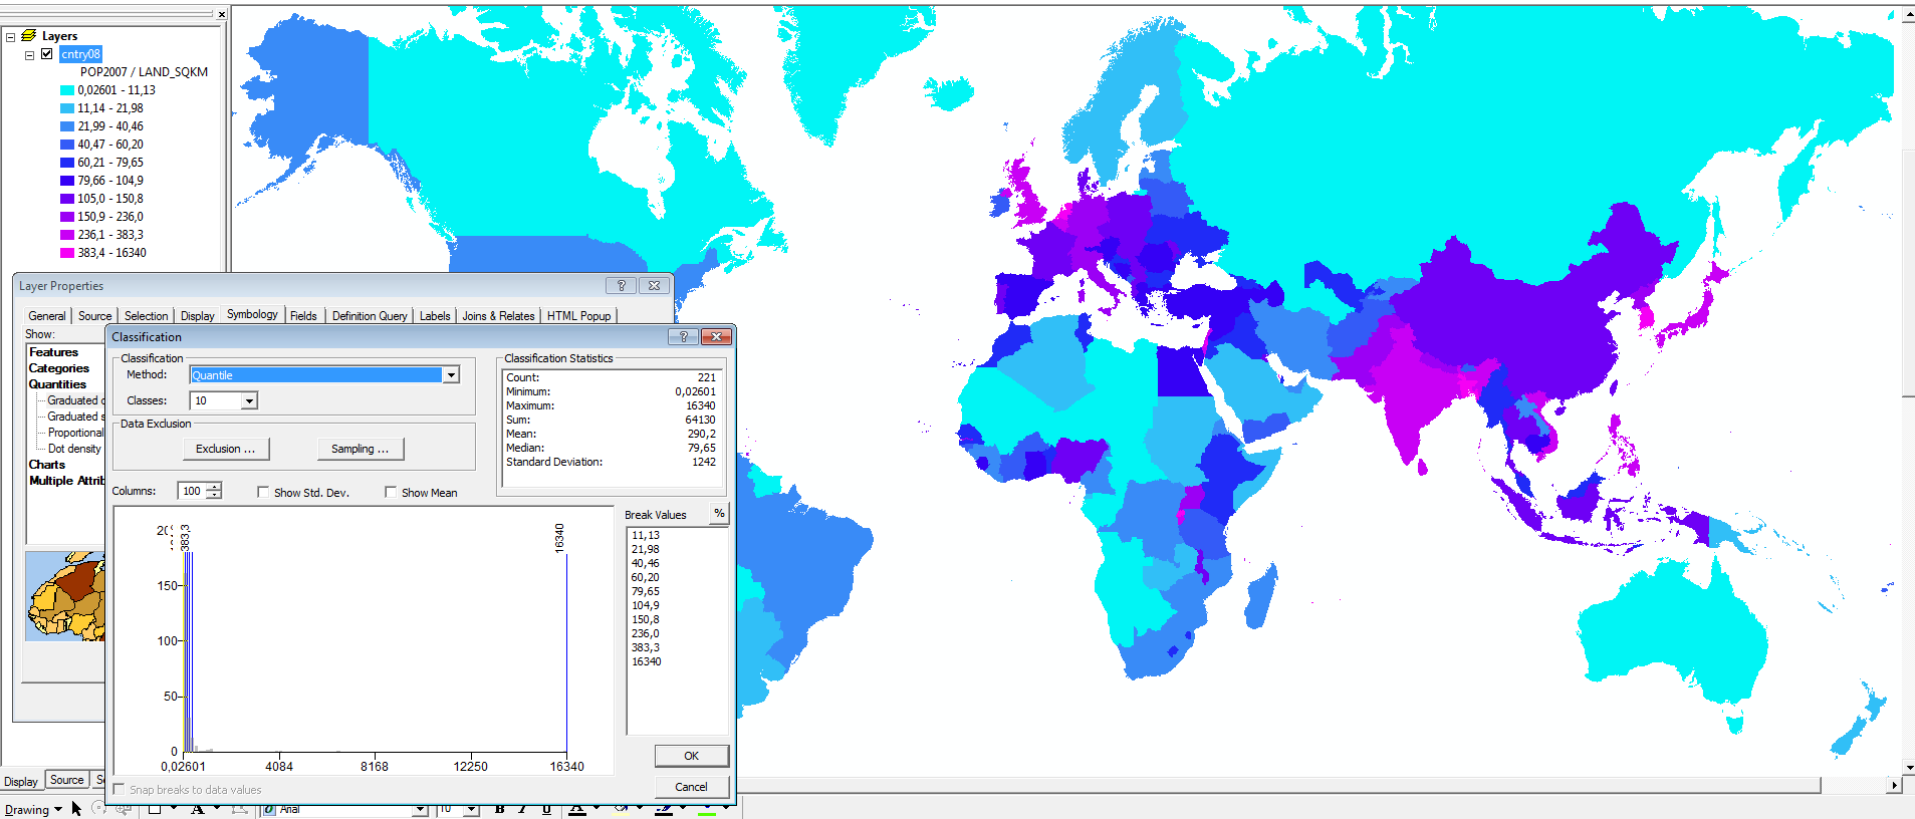 Layers
cntry08
POP2007 / LAND_SQKM
0,02601 - 11,13
11,14 - 21,98
21,99 - 40,46
40,47 - 60,20
60,21 - 79,65
79,66 - 104,9
105,0 - 150,8
150,9 - 236,0
236,1 - 383,3
383,4 - 16340
Layer Properties
General Source Selection Display Symbology Fields Definition Query Labels Joins & Relates HTML Popup
Show:
Features
Categories
Quantities
Graduated
Graduated
Proportional
Dot density
Charts
Multiple
Classification
Classification
Method: Quantile
Classes: 10
Data Exclusion
Exclusion ... Sampling ...
Classification Statistics
Count: 221
Minimum: 0,02601
Maximum: 16340
Sum: 64130
Mean: 290,2
Median: 79,65
Standard Deviation: 1242
Columns: 100 Show Std. Dev. Show Mean
383,3
16340
150
100
50
0
0,02601 4084 8168 12250 16340
Break Values %
11,13
21,98
40,46
60,20
79,65
104,9
150,8
236,0
383,3
16340
OK
Snap breaks to data values Cancel
Display Source
Drawing A Arial 10 B I U A